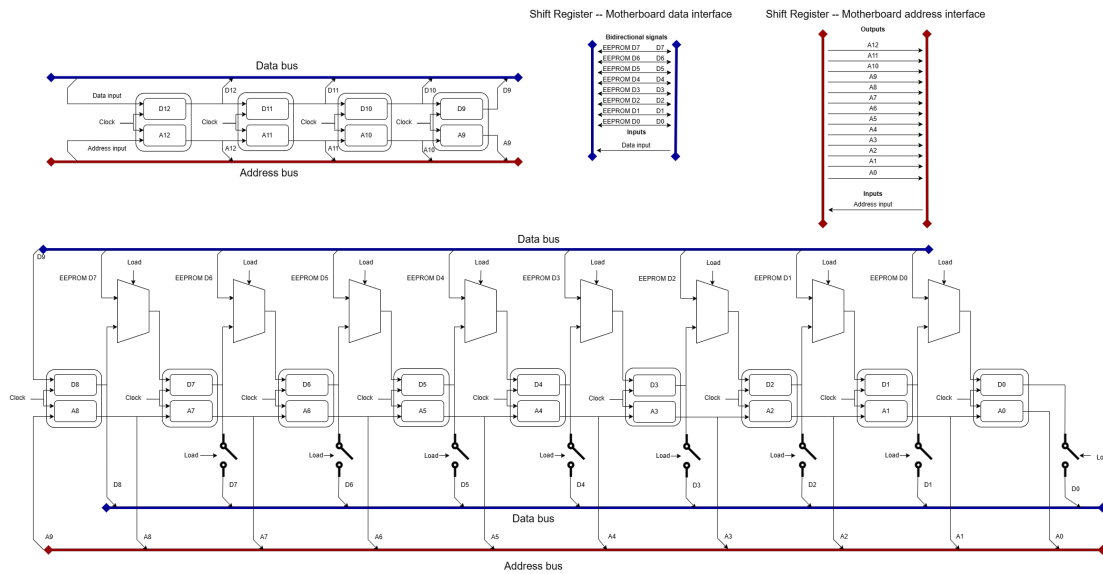 Shift Register -- Motherboard data interface
Shift Register -- Motherboard address interface
Bidirectional signals
EEPROM D7 D7
EEPROM D6 D6
EEPROM D5 D5
EEPROM D4 D4
EEPROM D3 D3
EEPROM D2 D2
EEPROM D1 D1
EEPROM D0 D0
Inputs
Data input
Outputs
A12
A11
A10
A9
A8
A7
A6
A5
A4
A3
A2
A1
A0
Inputs
Address input
Data bus
D12 D11 D10 D9
Data input
D12 D11 D10 D9
Clock Clock Clock Clock
A12 A11 A10 A9
Address input
A12 A11 A10 A9
Address bus
Data bus
D9
Load Load Load Load Load Load Load Load
EEPROM D7 EEPROM D6 EEPROM D5 EEPROM D4 EEPROM D3 EEPROM D2 EEPROM D1 EEPROM D0
D8 D7 D6 D5 D4 D3 D2 D1 D0
Clock Clock Clock Clock Clock Clock Clock Clock Clock
A8 A7 A6 A5 A4 A3 A2 A1 A0
Load Load Load Load Load Load Load Lo
D8 D7 D6 D5 D4 D3 D2 D1 D0
Data bus
A9 A8 A7 A6 A5 A4 A3 A2 A1 A0
Address bus